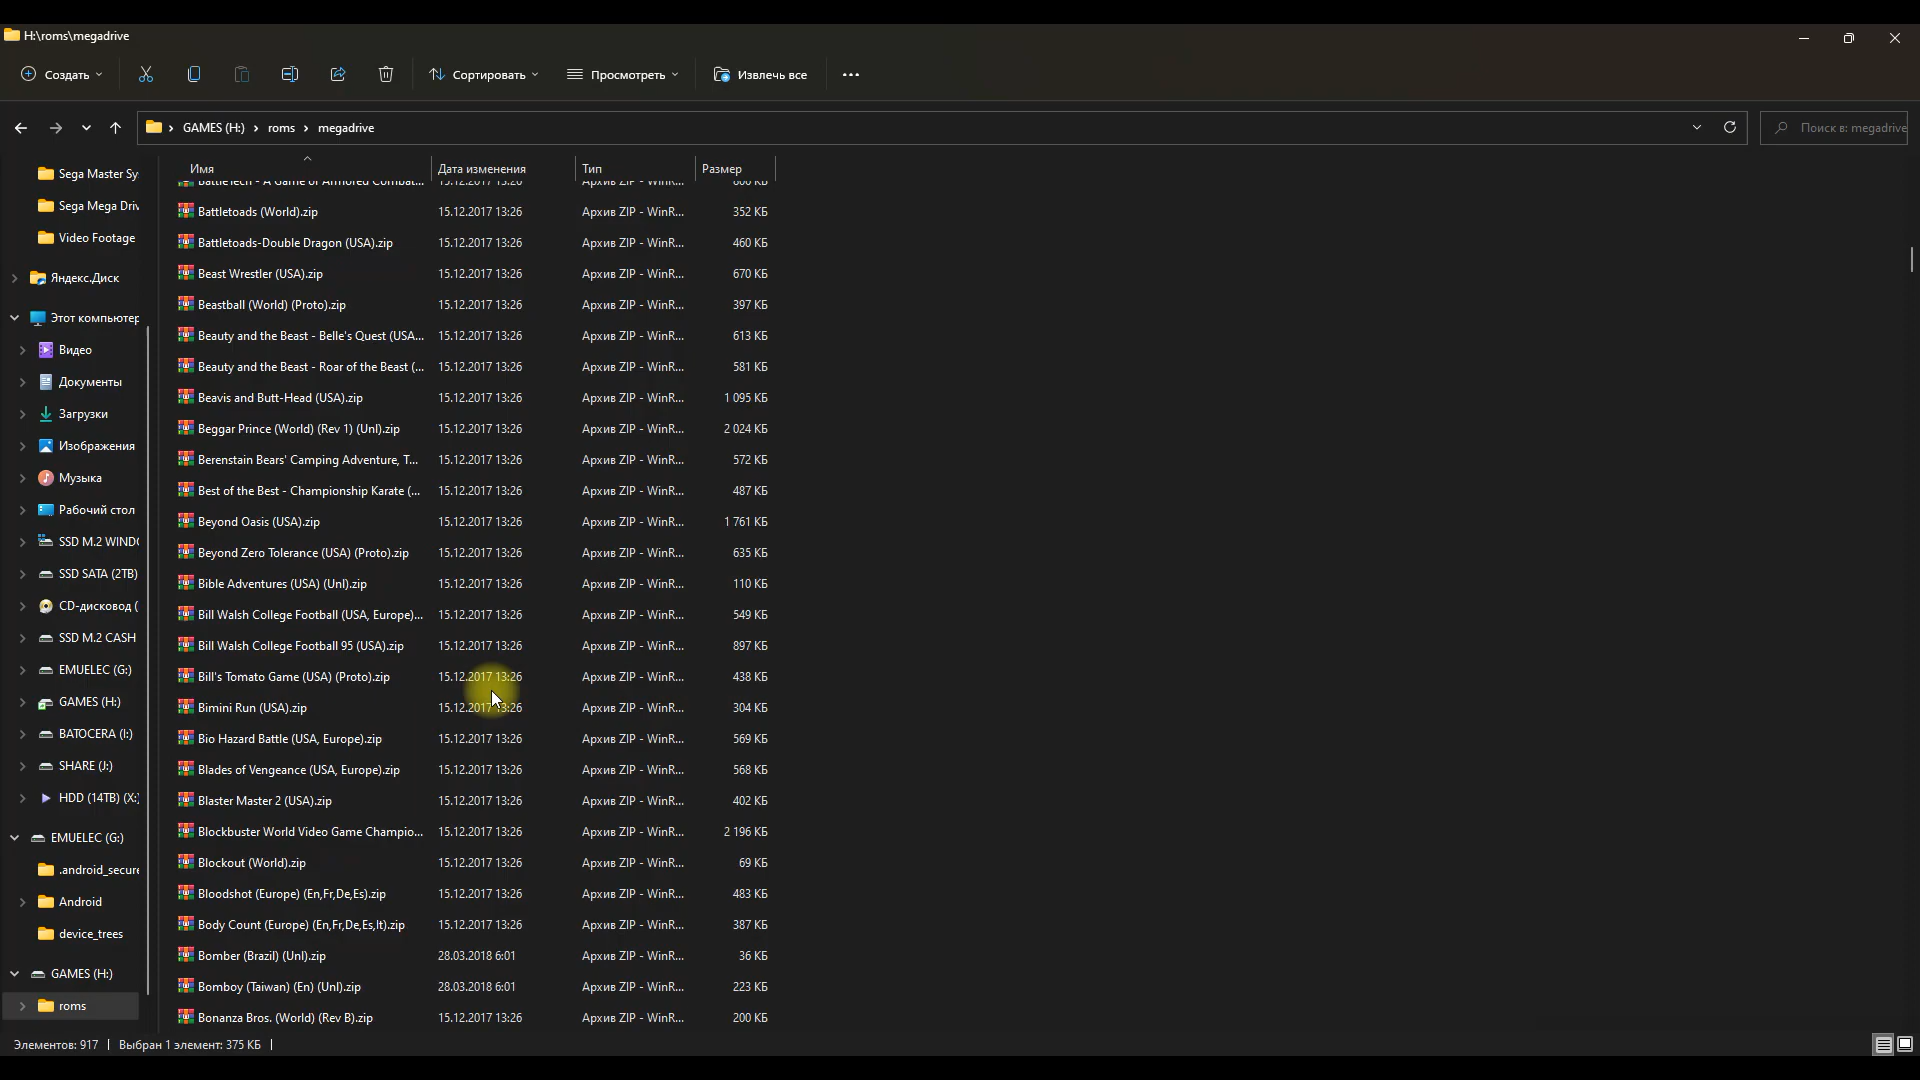 H:\roms\megadrive
Создать
Сортировать
Просмотреть
Извлечь все
GAMES (H:)
roms
megadrive
Поиск в: megadrive
Sega Master Sy
Sega Mega Driv
Video Footage
Яндекс.Диск
Этот компьютер
Видео
Документы
Загрузки
Изображения
Музыка
Рабочий стол
SSD M.2 WIND
SSD SATA (2TB)
CD-дисковод (
SSD M.2 CASH
EMUELEC (G:)
GAMES (H:)
BATOCERA (I:)
SHARE (J:)
HDD (14TB) (X:)
EMUELEC (G:)
.android_secure
Android
device_trees
GAMES (H:)
roms
Имя Дата изменения Тип Размер
BattleTech - A Game of Armored Combat... 15.12.2017 13:26 Архив ZIP - WinR...
Battletoads (World).zip 15.12.2017 13:26 Архив ZIP - WinR... 352 КБ
Battletoads-Double Dragon (USA).zip 15.12.2017 13:26 Архив ZIP - WinR... 460 КБ
Beast Wrestler (USA).zip 15.12.2017 13:26 Архив ZIP - WinR... 670 КБ
Beastball (World) (Proto).zip 15.12.2017 13:26 Архив ZIP - WinR... 397 КБ
Beauty and the Beast - Belle's Quest (USA... 15.12.2017 13:26 Архив ZIP - WinR... 613 КБ
Beauty and the Beast - Roar of the Beast (... 15.12.2017 13:26 Архив ZIP - WinR... 581 КБ
Beavis and Butt-Head (USA).zip 15.12.2017 13:26 Архив ZIP - WinR... 1 095 КБ
Beggar Prince (World) (Rev 1) (Unl).zip 15.12.2017 13:26 Архив ZIP - WinR... 2 024 КБ
Berenstain Bears' Camping Adventure, T... 15.12.2017 13:26 Архив ZIP - WinR... 572 КБ
Best of the Best - Championship Karate (... 15.12.2017 13:26 Архив ZIP - WinR... 487 КБ
Beyond Oasis (USA).zip 15.12.2017 13:26 Архив ZIP - WinR... 1 761 КБ
Beyond Zero Tolerance (USA) (Proto).zip 15.12.2017 13:26 Архив ZIP - WinR... 635 КБ
Bible Adventures (USA) (Unl).zip 15.12.2017 13:26 Архив ZIP - WinR... 110 КБ
Bill Walsh College Football (USA, Europe)... 15.12.2017 13:26 Архив ZIP - WinR... 549 КБ
Bill Walsh College Football 95 (USA).zip 15.12.2017 13:26 Архив ZIP - WinR... 897 КБ
Bill's Tomato Game (USA) (Proto).zip 15.12.2017 13:26 Архив ZIP - WinR... 438 КБ
Bimini Run (USA).zip 15.12.2017 13:26 Архив ZIP - WinR... 304 КБ
Bio Hazard Battle (USA, Europe).zip 15.12.2017 13:26 Архив ZIP - WinR... 569 КБ
Blades of Vengeance (USA, Europe).zip 15.12.2017 13:26 Архив ZIP - WinR... 568 КБ
Blaster Master 2 (USA).zip 15.12.2017 13:26 Архив ZIP - WinR... 402 КБ
Blockbuster World Video Game Champio... 15.12.2017 13:26 Архив ZIP - WinR... 2 196 КБ
Blockout (World).zip 15.12.2017 13:26 Архив ZIP - WinR... 69 КБ
Bloodshot (Europe) (En,Fr,De,Es).zip 15.12.2017 13:26 Архив ZIP - WinR... 483 КБ
Body Count (Europe) (En,Fr,De,Es,It).zip 15.12.2017 13:26 Архив ZIP - WinR... 387 КБ
Bomber (Brazil) (Unl).zip 28.03.2018 6:01 Архив ZIP - WinR... 36 КБ
Bomboy (Taiwan) (En) (Unl).zip 28.03.2018 6:01 Архив ZIP - WinR... 223 КБ
Bonanza Bros. (World) (Rev B).zip 15.12.2017 13:26 Архив ZIP - WinR... 200 КБ
Элементов: 917 Выбран 1 элемент: 375 КБ